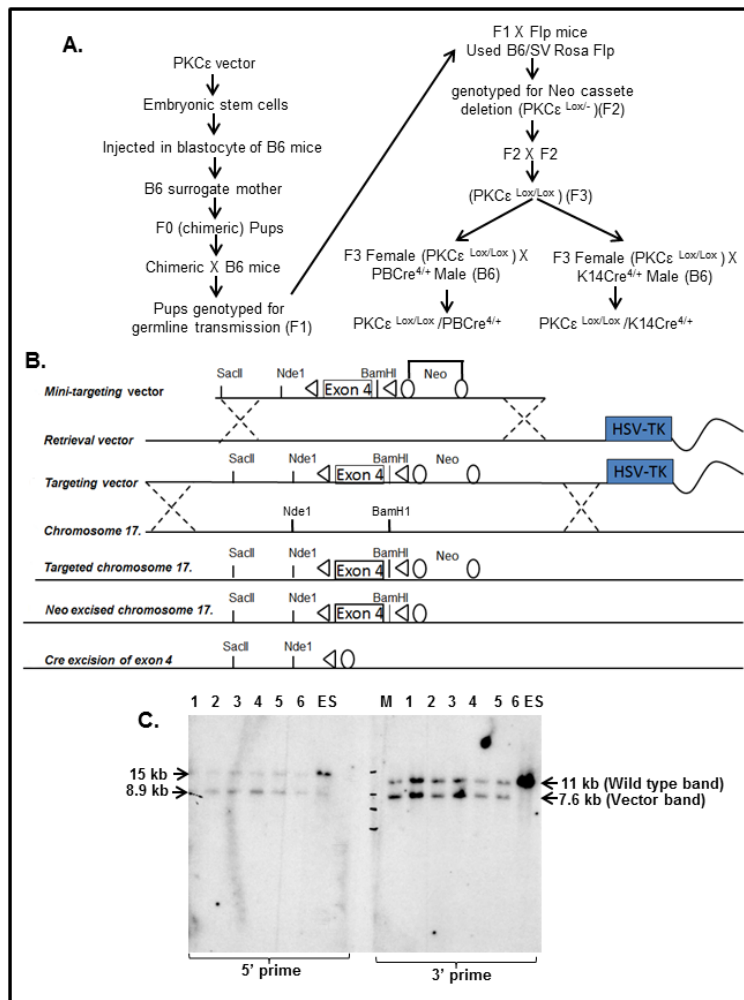 A.
PKCε vector
Embryonic stem cells
Injected in blastocyte of B6 mice
B6 surrogate mother
F0 (chimeric) Pups
Chimeric X B6 mice
Pups genotyped for
germline transmission (F1)
F1 X Flp mice
Used B6/SV Rosa Flp
genotyped for Neo cassete
deletion (PKCε Lox/-)(F2)
F2 X F2
(PKCε Lox/Lox) (F3)
F3 Female (PKCε Lox/Lox) X
PBCre4/+ Male (B6)
PKCε Lox/Lox /PBCre4/+
F3 Female (PKCε Lox/Lox) X
K14Cre4/+ Male (B6)
PKCε Lox/Lox /K14Cre4/+
B.
SacII Nde1 BamHI Neo
Mini-targeting vector Exon 4
Retrieval vector HSV-TK
SacII Nde1 BamHI Neo
Targeting vector Exon 4 HSV-TK
Nde1 BamH1
Chromosome 17.
SacII Nde1 BamHI Neo
Targeted chromosome 17. Exon 4
SacII Nde1 BamHI
Neo excised chromosome 17. Exon 4
SacII Nde1
Cre excision of exon 4
C.
1 2 3 4 5 6 ES M 1 2 3 4 5 6 ES
15 kb
8.9 kb
11 kb (Wild type band)
7.6 kb (Vector band)
5' prime
3' prime